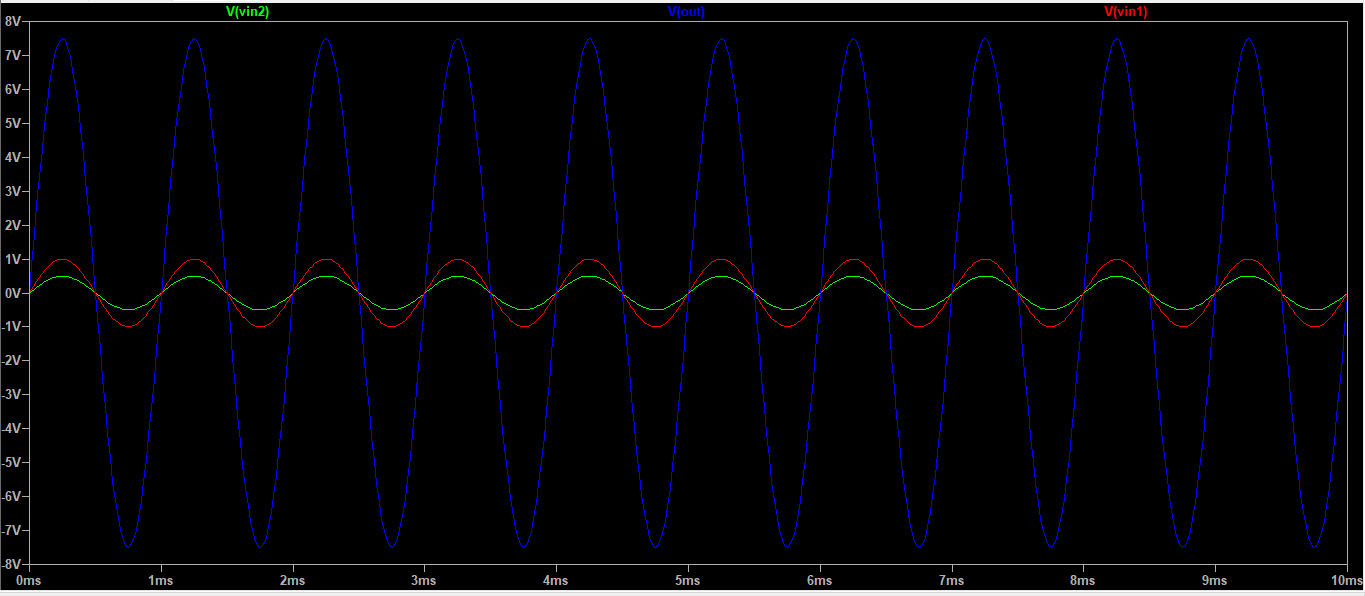 V(vin2) V(out) V(vin1)
8V
7V
6V
5V
4V
3V
2V
1V
0V
-1V
-2V
-3V
-4V
-5V
-6V
-7V
-8V
0ms 1ms 2ms 3ms 4ms 5ms 6ms 7ms 8ms 9ms 10ms